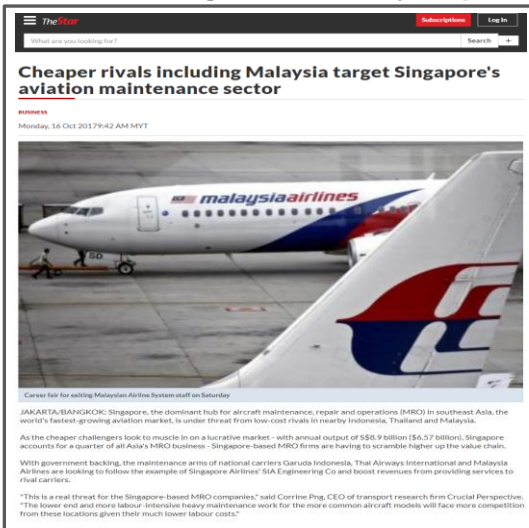 TheStar
Subscriptions
Log In
What are you looking for?
Search
+
Cheaper rivals including Malaysia target Singapore's
aviation maintenance sector
BUSINESS
Monday, 16 Oct 20179:42 AM MYT
malaysiaairlines
SD
Career fair for exiting Malaysian Airline System staff on Saturday
JAKARTA/BANGKOK: Singapore, the dominant hub for aircraft maintenance, repair and operations (MRO) in southeast Asia, the
world's fastest-growing aviation market, is under threat from low-cost rivals in nearby Indonesia, Thailand and Malaysia.
As the cheaper challengers look to muscle in on a lucrative market - with annual output of S$8.9 billion ($6.57 billion), Singapore
accounts for a quarter of all Asia's MRO business - Singapore-based MRO firms are having to scramble higher up the value chain.
With government backing, the maintenance arms of national carriers Garuda Indonesia, Thai Airways International and Malaysia
Airlines are looking to follow the example of Singapore Airlines' SIA Engineering Co and boost revenues from providing services to
rival carriers.
"This is a real threat for the Singapore-based MRO companies," said Corrine Png, CEO of transport research firm Crucial Perspective.
"The lower end and more labour-intensive heavy maintenance work for the more common aircraft models will face more competition
from these locations given their much lower labour costs."